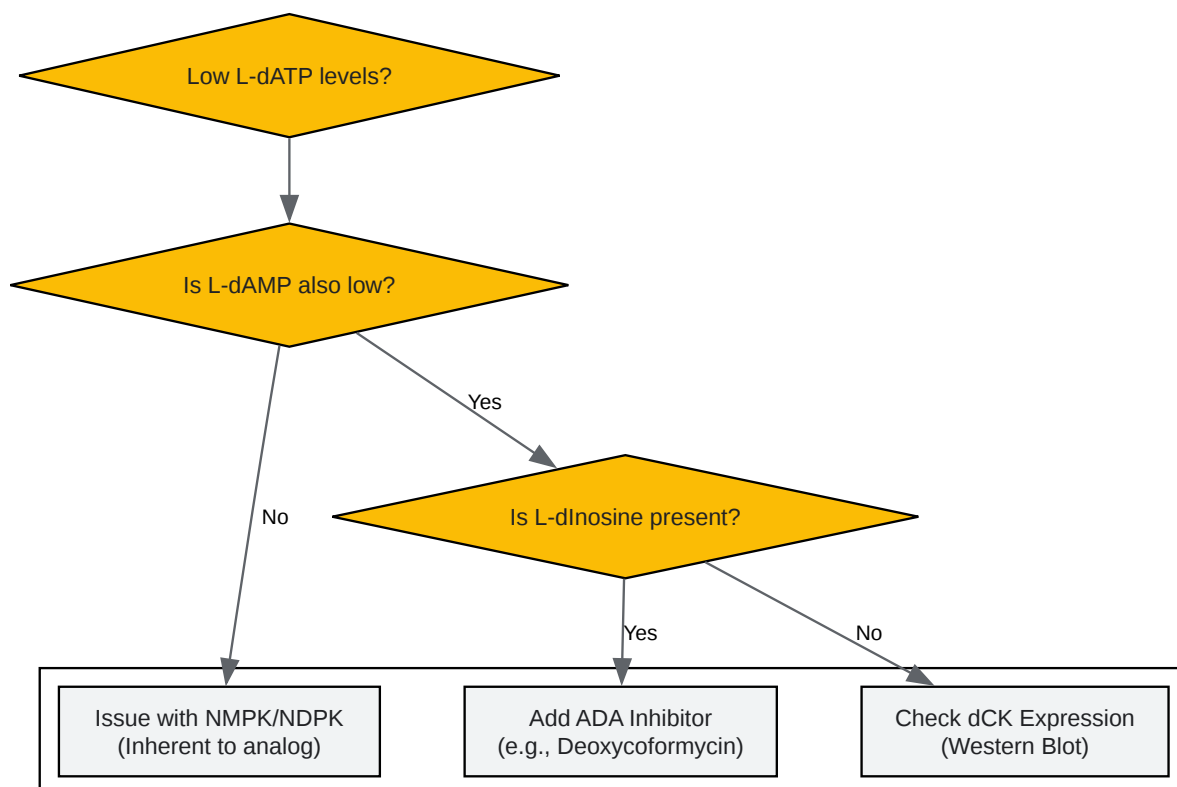 Low L-dATP levels?
Is L-dAMP also low?
Yes
Is L-dInosine present?
No
Yes
No
Issue with NMPK/NDPK
(Inherent to analog)
Add ADA Inhibitor
(e.g., Deoxycoformycin)
Check dCK Expression
(Western Blot)